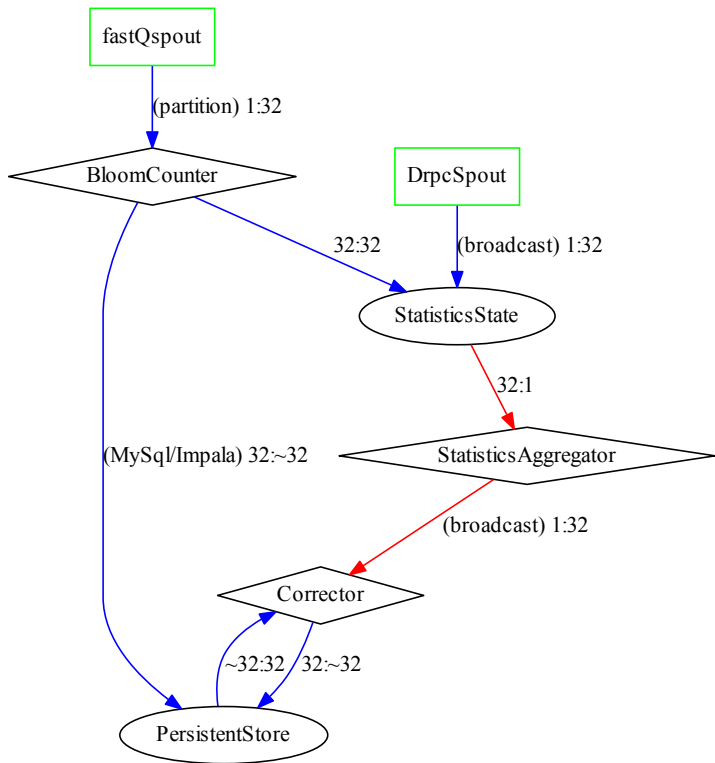 fastQspout
(partition) 1:32
BloomCounter
DrpcSpout
32:32
(broadcast) 1:32
StatisticsState
32:1
(MySql/Impala) 32:~32
StatisticsAggregator
(broadcast) 1:32
Corrector
~32:32
32:~32
PersistentStore